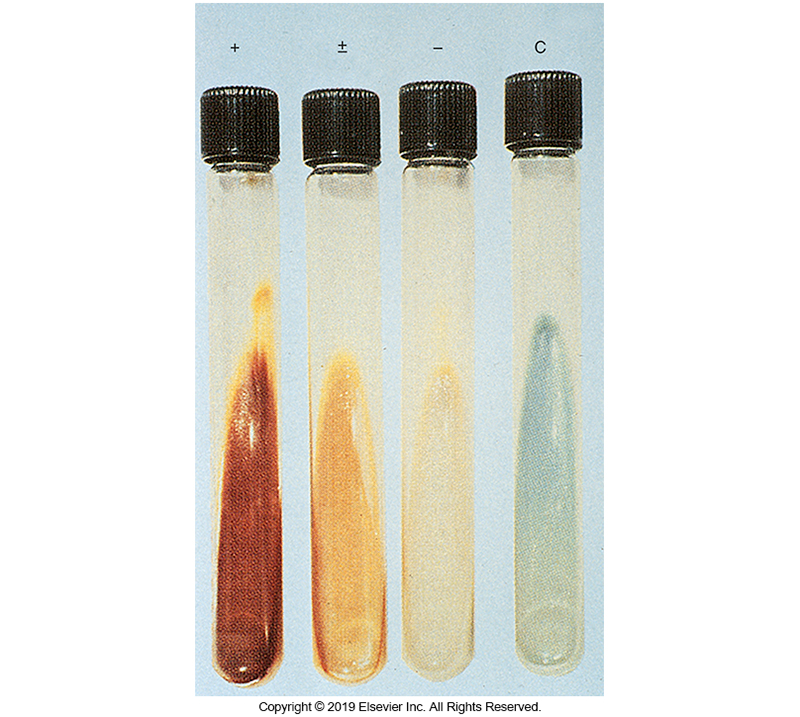 + ± – C
Copyright © 2019 Elsevier Inc. All Rights Reserved.